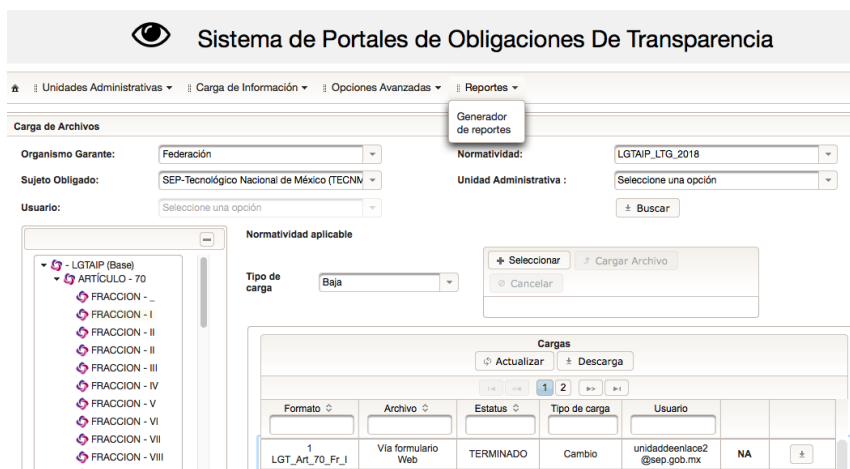 Sistema de Portales de Obligaciones De Transparencia
Unidades Administrativas
Carga de Información
Opciones Avanzadas
Reportes
Generador
de reportes
Carga de Archivos
Organismo Garante:
Federación
Normatividad:
LGTAIP_LTG_2018
Sujeto Obligado:
SEP-Tecnológico Nacional de México (TECNM
Unidad Administrativa :
Seleccione una opción
Usuario:
Seleccione una opción
Buscar
Normatividad aplicable
- LGTAIP (Base)
ARTÍCULO - 70
FRACCION - _
FRACCION - I
FRACCION - II
FRACCION - II
FRACCION - III
FRACCION - IV
FRACCION - V
FRACCION - VI
FRACCION - VII
FRACCION - VIII
Tipo de
carga
Baja
Seleccionar
Cargar Archivo
Cancelar
Cargas
Actualizar
Descarga
1 2
Formato
Archivo
Estatus
Tipo de carga
Usuario
1
LGT_Art_70_Fr_I
Vía formulario
Web
TERMINADO
Cambio
unidaddeenlace2
@sep.gob.mx
NA